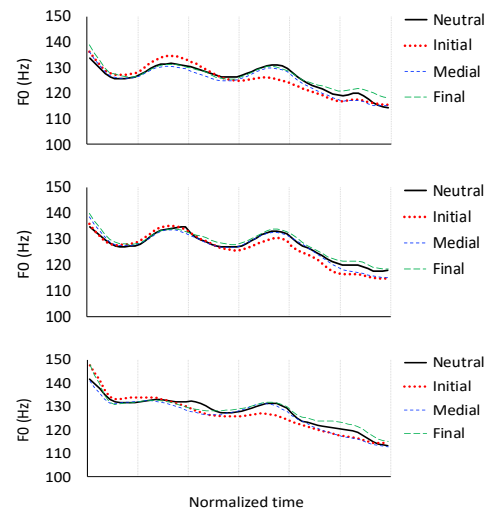 F0 (Hz)
150
140
130
120
110
100
Neutral
Initial
Medial
Final
F0 (Hz)
150
140
130
120
110
100
Neutral
Initial
Medial
Final
F0 (Hz)
150
140
130
120
110
100
Neutral
Initial
Medial
Final
Normalized time